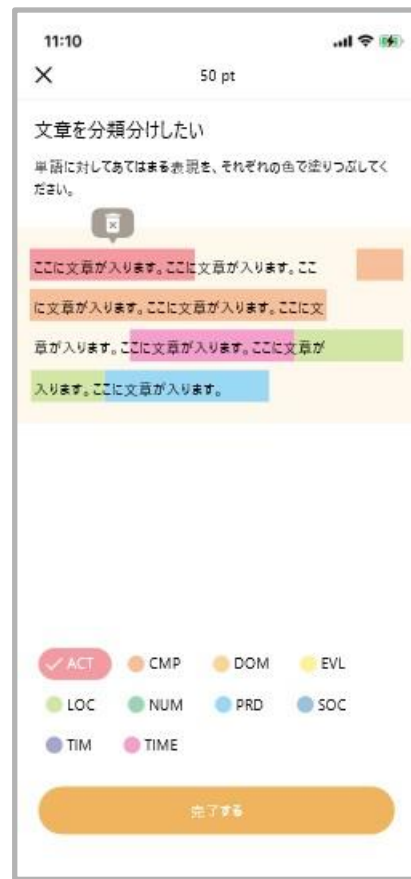 11:10
50 pt
文章を分類分けしたい
単語に対してあてはまる表現を、それぞれの色で塗りつぶしてく
ださい。
ここに文章が入ります。ここに文章が入ります。ここ
に文章が入ります。ここに文章が入ります。ここに文
章が入ります。ここに文章が入ります。ここに文章が
入ります。ここに文章が入ります。
ACT CMP DOM EVL
LOC NUM PRD SOC
TIM TIME
完了する